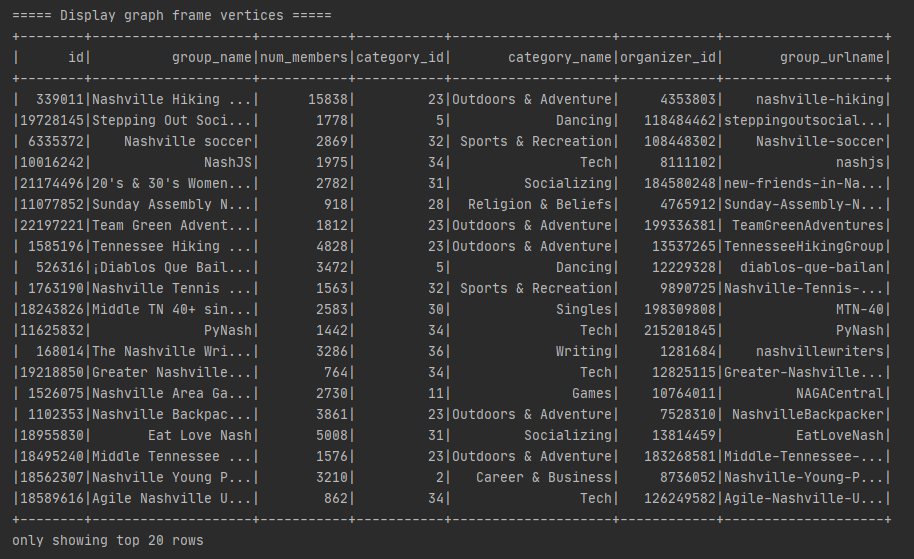 ===== Display graph frame vertices =====
+--------+--------------------+-----------+-----------+--------------------+------------+--------------------+
|      id|          group_name|num_members|category_id|       category_name|organizer_id|       group_urlname|
+--------+--------------------+-----------+-----------+--------------------+------------+--------------------+
|  339011|Nashville Hiking ...|      15838|         23|Outdoors & Adventure|     4353803|    nashville-hiking|
|19728145|Stepping Out Soci...|       1778|          5|             Dancing|   118484462|steppingoutsocial...|
| 6335372|    Nashville soccer|       2869|         32| Sports & Recreation|   108448302|    Nashville-soccer|
|10016242|              NashJS|       1975|         34|                Tech|     8111102|              nashjs|
|21174496|20's & 30's Women...|       2782|         31|         Socializing|   184580248|new-friends-in-Na...|
|11077852|Sunday Assembly N...|        918|         28|  Religion & Beliefs|     4765912|Sunday-Assembly-N...|
|22197221|Team Green Advent...|       1812|         23|Outdoors & Adventure|   199336381| TeamGreenAdventures|
| 1585196|Tennessee Hiking ...|       4828|         23|Outdoors & Adventure|    13537265|TennesseeHikingGroup|
|  526316|¡Diablos Que Bail...|       3472|          5|             Dancing|    12229328|  diablos-que-bailan|
| 1763190|Nashville Tennis ...|       1563|         32| Sports & Recreation|     9890725|Nashville-Tennis-...|
|18243826|Middle TN 40+ sin...|       2583|         30|             Singles|   198309808|              MTN-40|
|11625832|              PyNash|       1442|         34|                Tech|   215201845|              PyNash|
|  168014|The Nashville Wri...|       3286|         36|             Writing|     1281684|    nashvillewriters|
|19218850|Greater Nashville...|        764|         34|                Tech|    12825115|Greater-Nashville...|
| 1526075|Nashville Area Ga...|       2730|         11|               Games|    10764011|         NAGACentral|
| 1102353|Nashville Backpac...|       3861|         23|Outdoors & Adventure|     7528310| NashvilleBackpacker|
|18955830|       Eat Love Nash|       5008|         31|         Socializing|    13814459|         EatLoveNash|
|18495240|Middle Tennessee ...|       1576|         23|Outdoors & Adventure|   183268581|Middle-Tennessee-...|
|18562307|Nashville Young P...|       3210|          2|   Career & Business|     8736052|Nashville-Young-P...|
|18589616|Agile Nashville U...|        862|         34|                Tech|   126249582|Agile-Nashville-U...|
+--------+--------------------+-----------+-----------+--------------------+------------+--------------------+
only showing top 20 rows